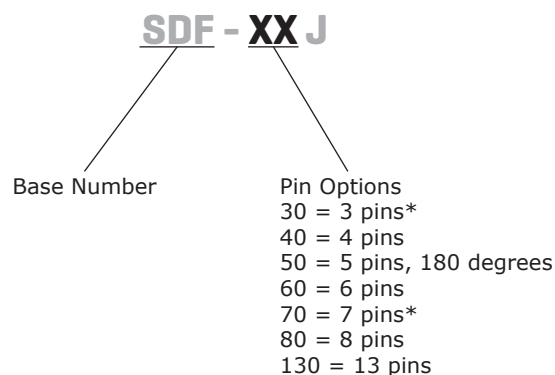 SDF - XX J
Base Number
Pin Options
30 = 3 pins*
40 = 4 pins
50 = 5 pins, 180 degrees
60 = 6 pins
70 = 7 pins*
80 = 8 pins
130 = 13 pins